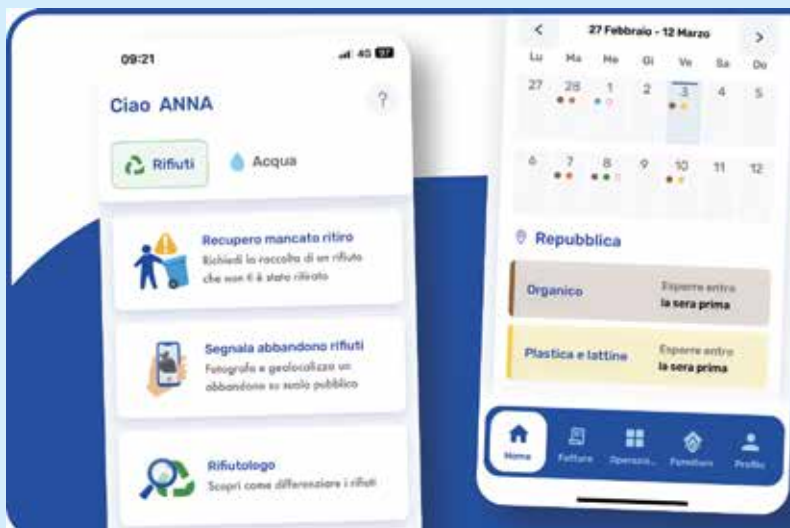 09:21
4G 97
Ciao ANNA
?
Rifiuti
Acqua
Recupero mancato ritiro
Richiedi la raccolta di un rifiuto
che non ti è stato ritirato
Segnala abbandono rifiuti
Fotografa e geolocalizza un
abbandono su suolo pubblico
Rifiutologo
Scopri come differenziare i rifiuti
27 Febbraio - 12 Marzo
Lu Ma Me Gi Ve Sa Do
27 28 1 2 3 4 5
6 7 8 9 10 11 12
Repubblica
Organico
Esporre entro
la sera prima
Plastica e lattine
Esporre entro
la sera prima
Home Fatture Operazio... Fornitura Profilo